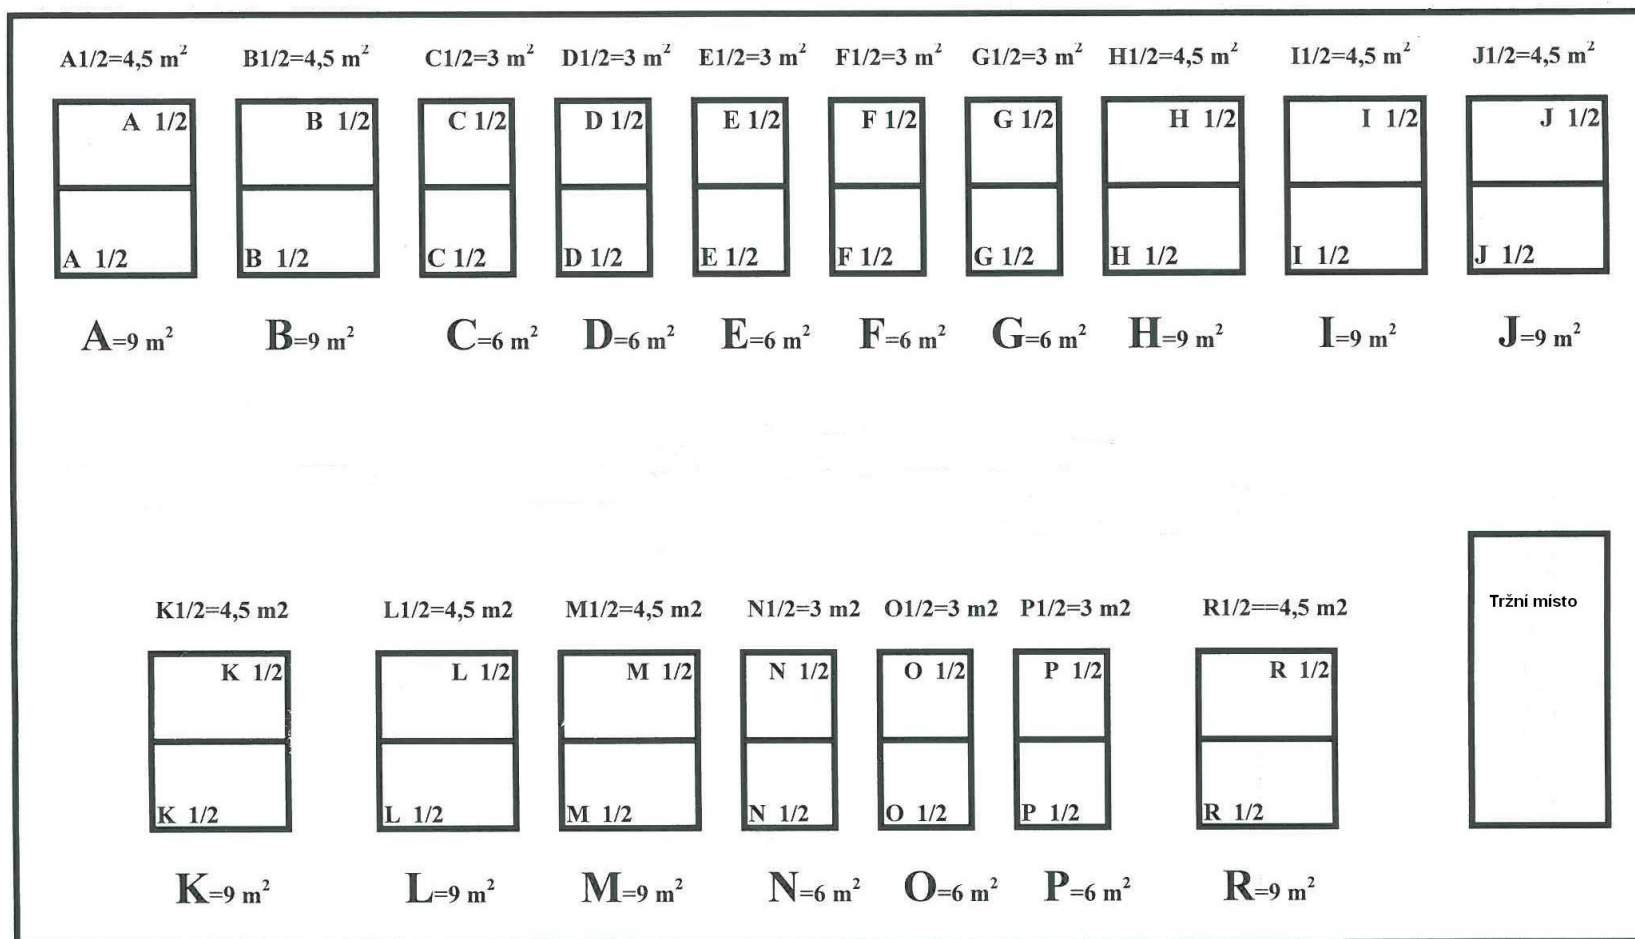 A1/2=4,5 m² B1/2=4,5 m² C1/2=3 m² D1/2=3 m² E1/2=3 m² F1/2=3 m² G1/2=3 m² H1/2=4,5 m² I1/2=4,5 m² J1/2=4,5 m²
A 1/2 B 1/2 C 1/2 D 1/2 E 1/2 F 1/2 G 1/2 H 1/2 I 1/2 J 1/2
A 1/2 B 1/2 C 1/2 D 1/2 E 1/2 F 1/2 G 1/2 H 1/2 I 1/2 J 1/2
A=9 m² B=9 m² C=6 m² D=6 m² E=6 m² F=6 m² G=6 m² H=9 m² I=9 m² J=9 m²
Tržní místo
K1/2=4,5 m2 L1/2=4,5 m2 M1/2=4,5 m2 N1/2=3 m2 O1/2=3 m2 P1/2=3 m2 R1/2==4,5 m2
K 1/2 L 1/2 M 1/2 N 1/2 O 1/2 P 1/2 R 1/2
K 1/2 L 1/2 M 1/2 N 1/2 O 1/2 P 1/2 R 1/2
K=9 m² L=9 m² M=9 m² N=6 m² O=6 m² P=6 m² R=9 m²